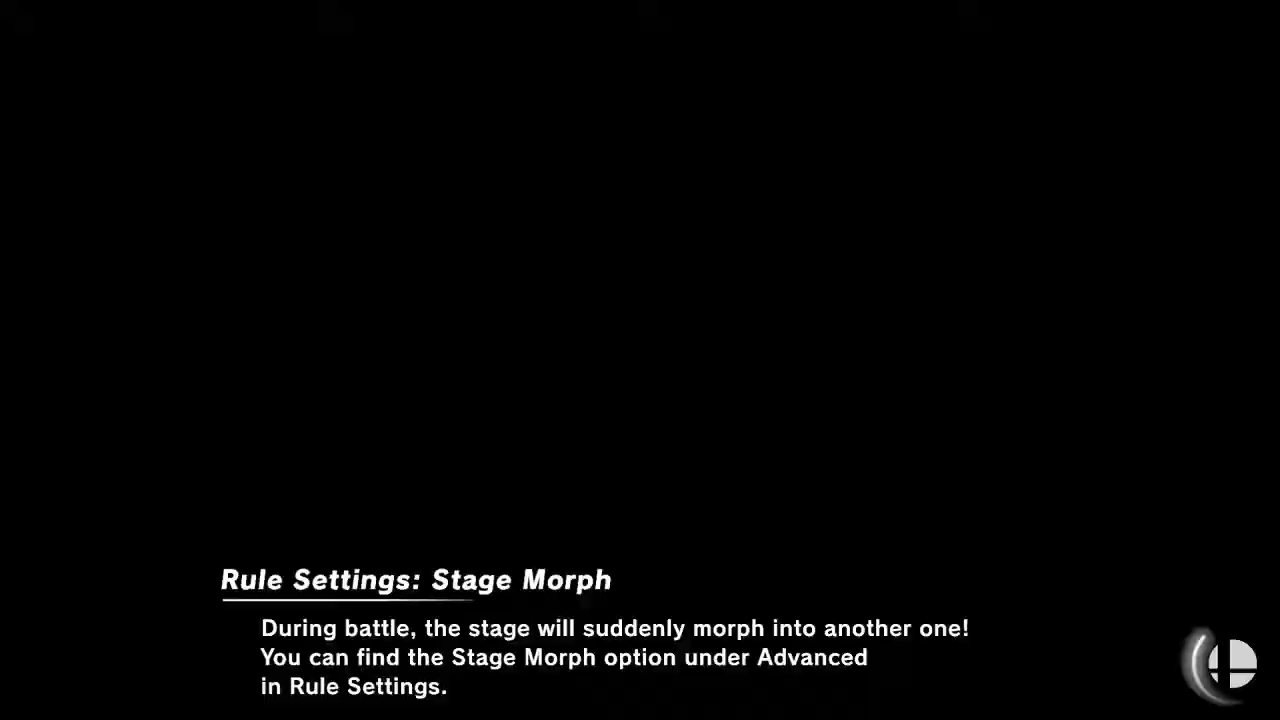 Rule Settings: Stage Morph
During battle, the stage will suddenly morph into another one!
You can find the Stage Morph option under Advanced
in Rule Settings.